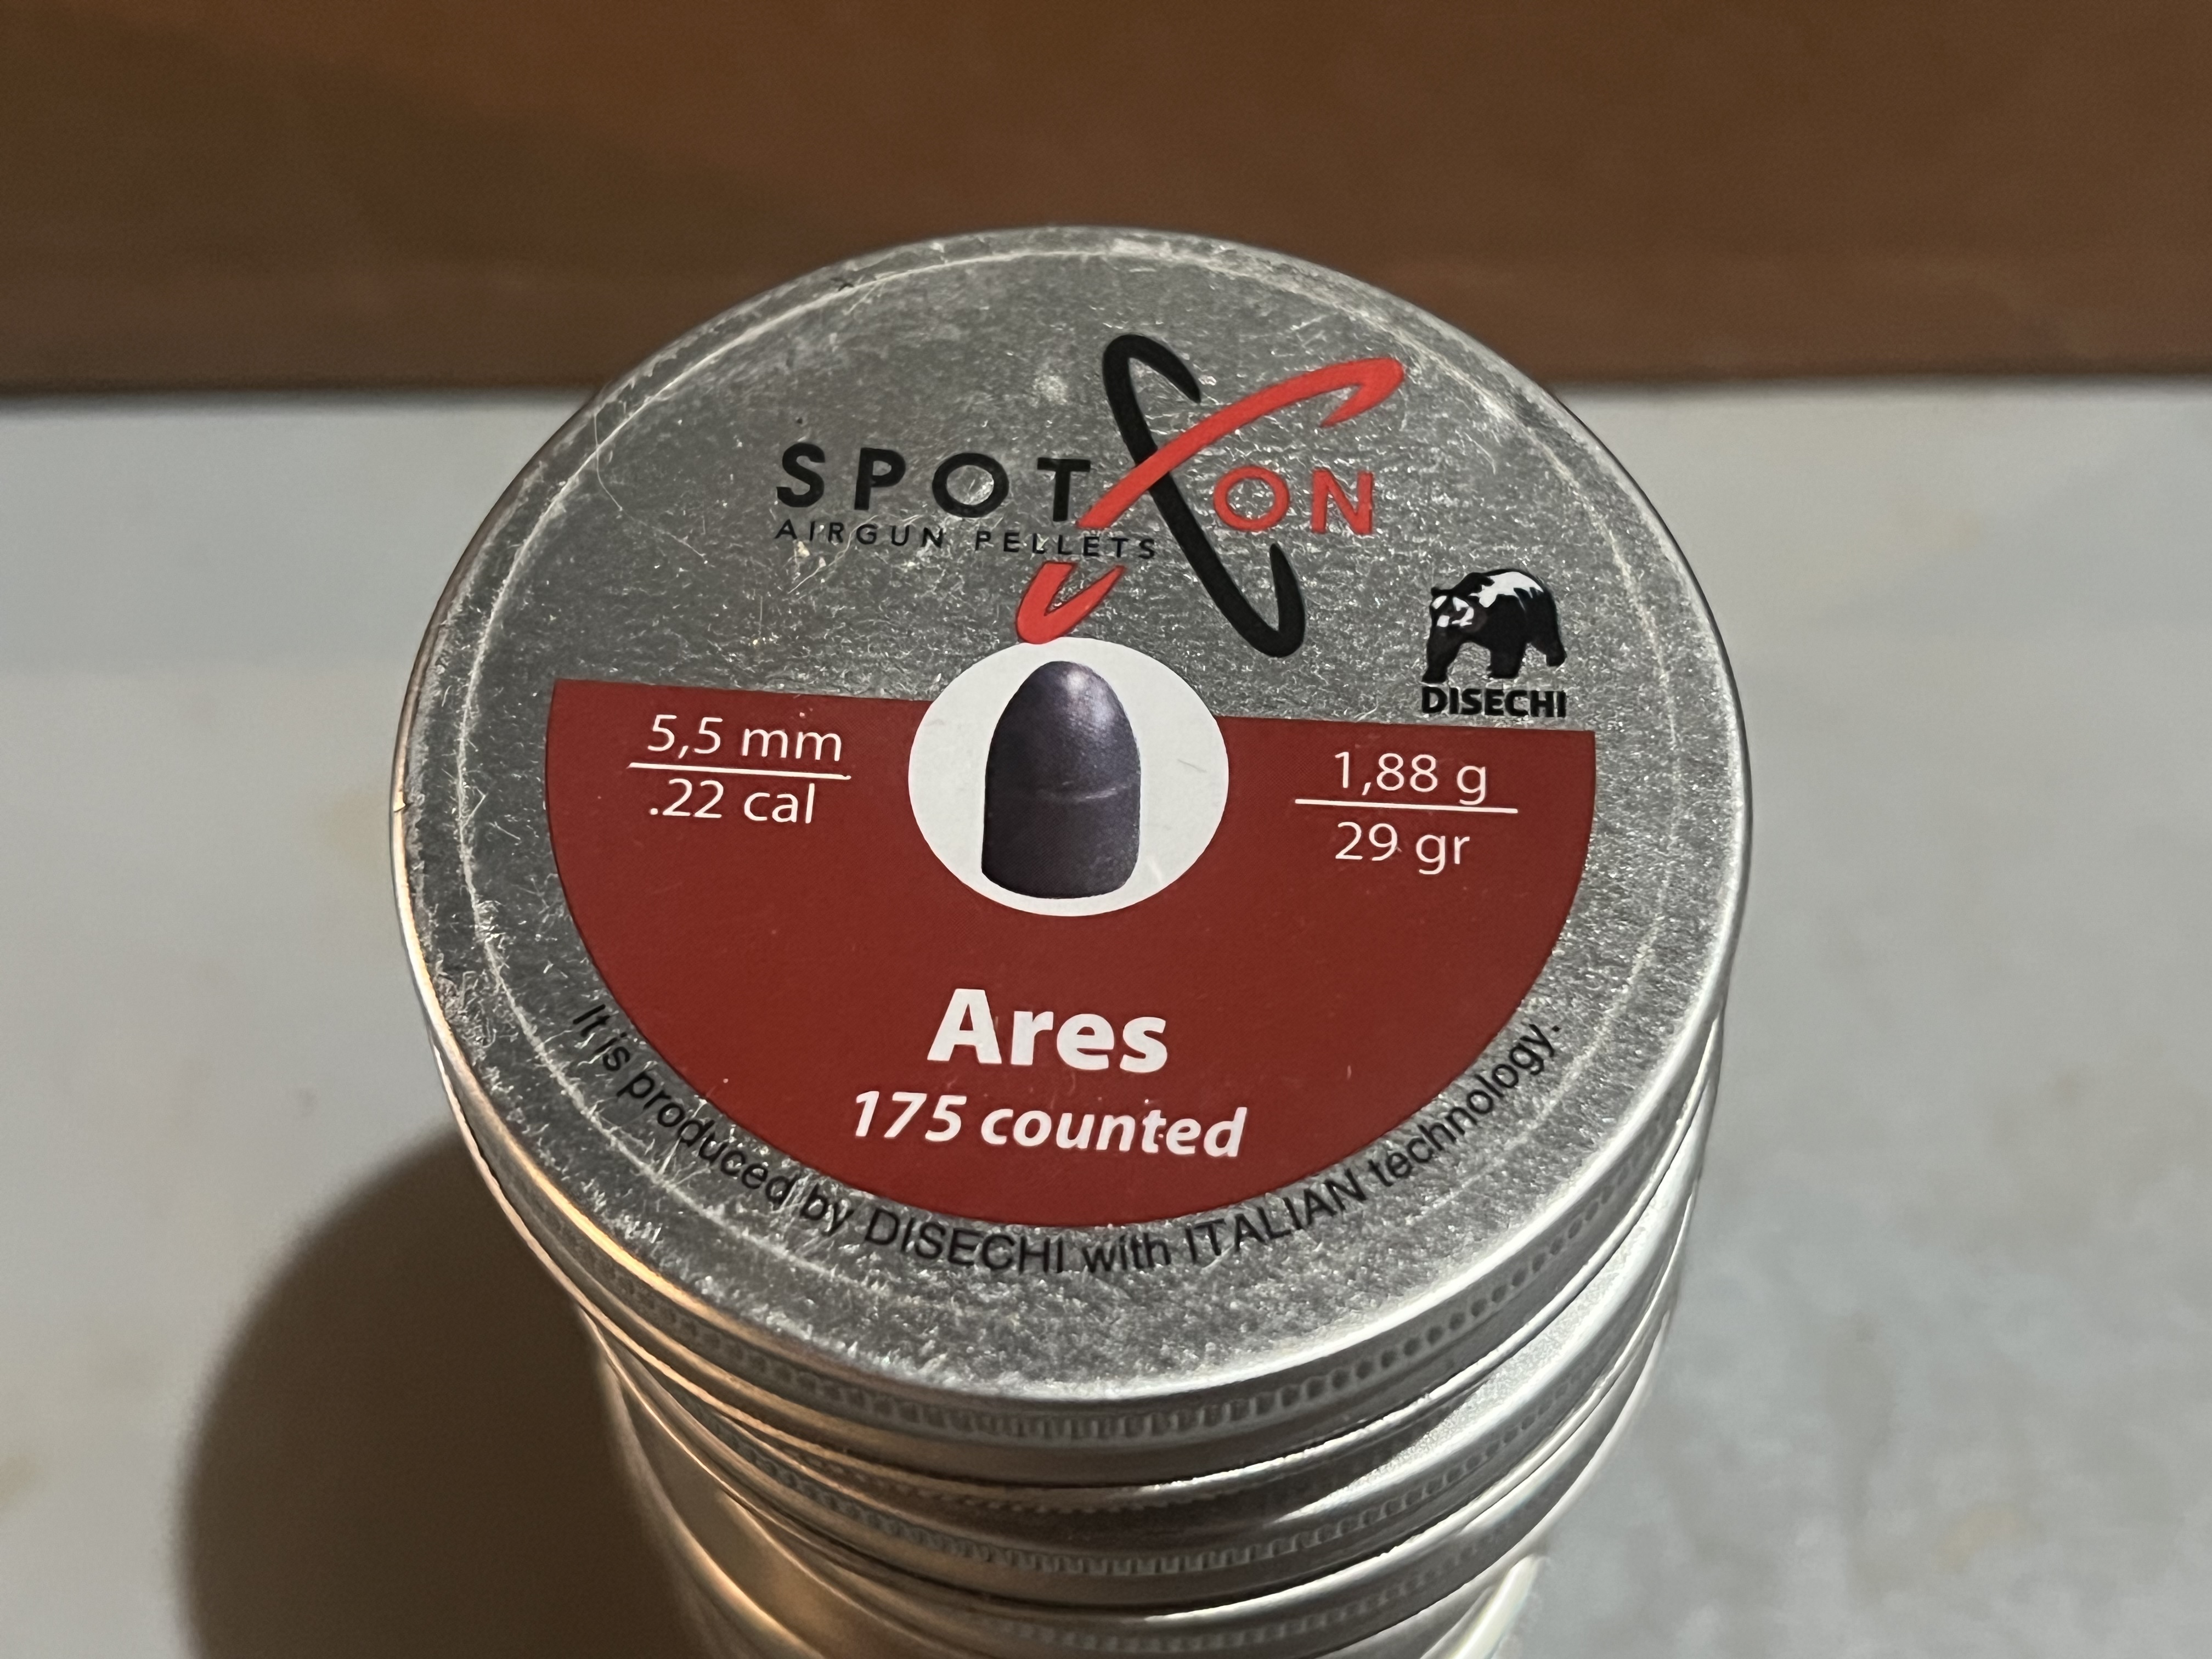 SPOT ON
AIRGUN PELLETS
DISECHI
5,5 mm
.22 cal
1,88 g
29 gr
Ares
175 counted
It is produced by DISECHI with ITALIAN technology.